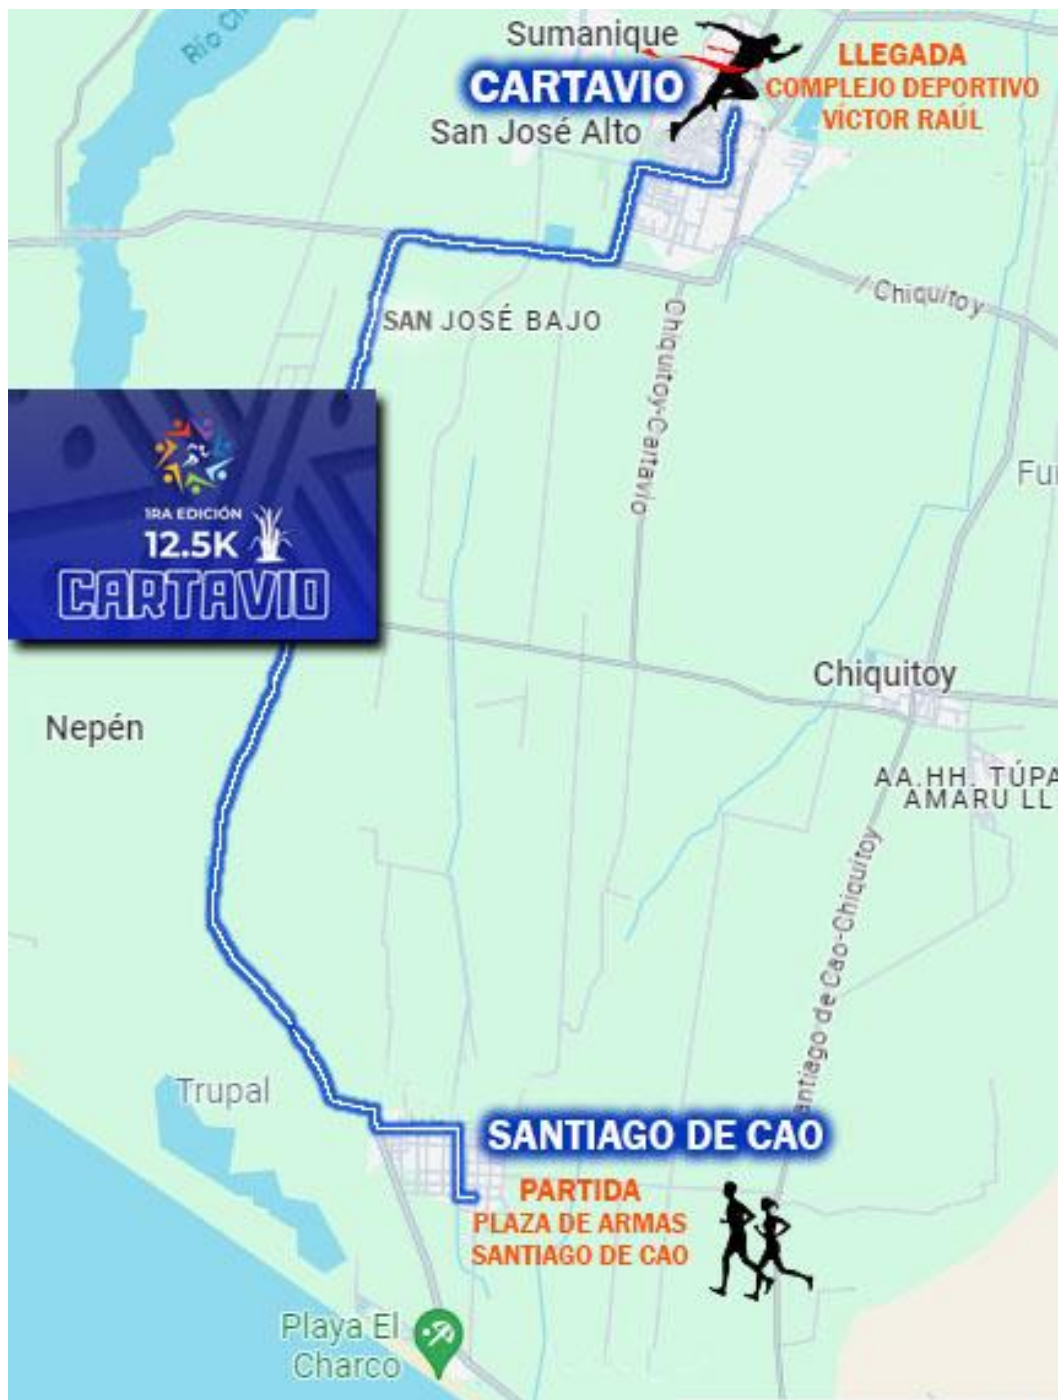 Río Ch
Sumanique
CARTAVIO
San José Alto
LLEGADA
COMPLEJO DEPORTIVO
VÍCTOR RAÚL
Chiquitoy
SAN JOSÉ BAJO
Chiquitoy-Cartavio
Fu
1RA EDICIÓN
12.5K
CARTAVIO
Chiquitoy
Nepén
AA.HH. TÚPA
AMARU LL
antiago de Cao-Chiquitoy
Trupal
SANTIAGO DE CAO
PARTIDA
PLAZA DE ARMAS
SANTIAGO DE CAO
Playa El
Charco